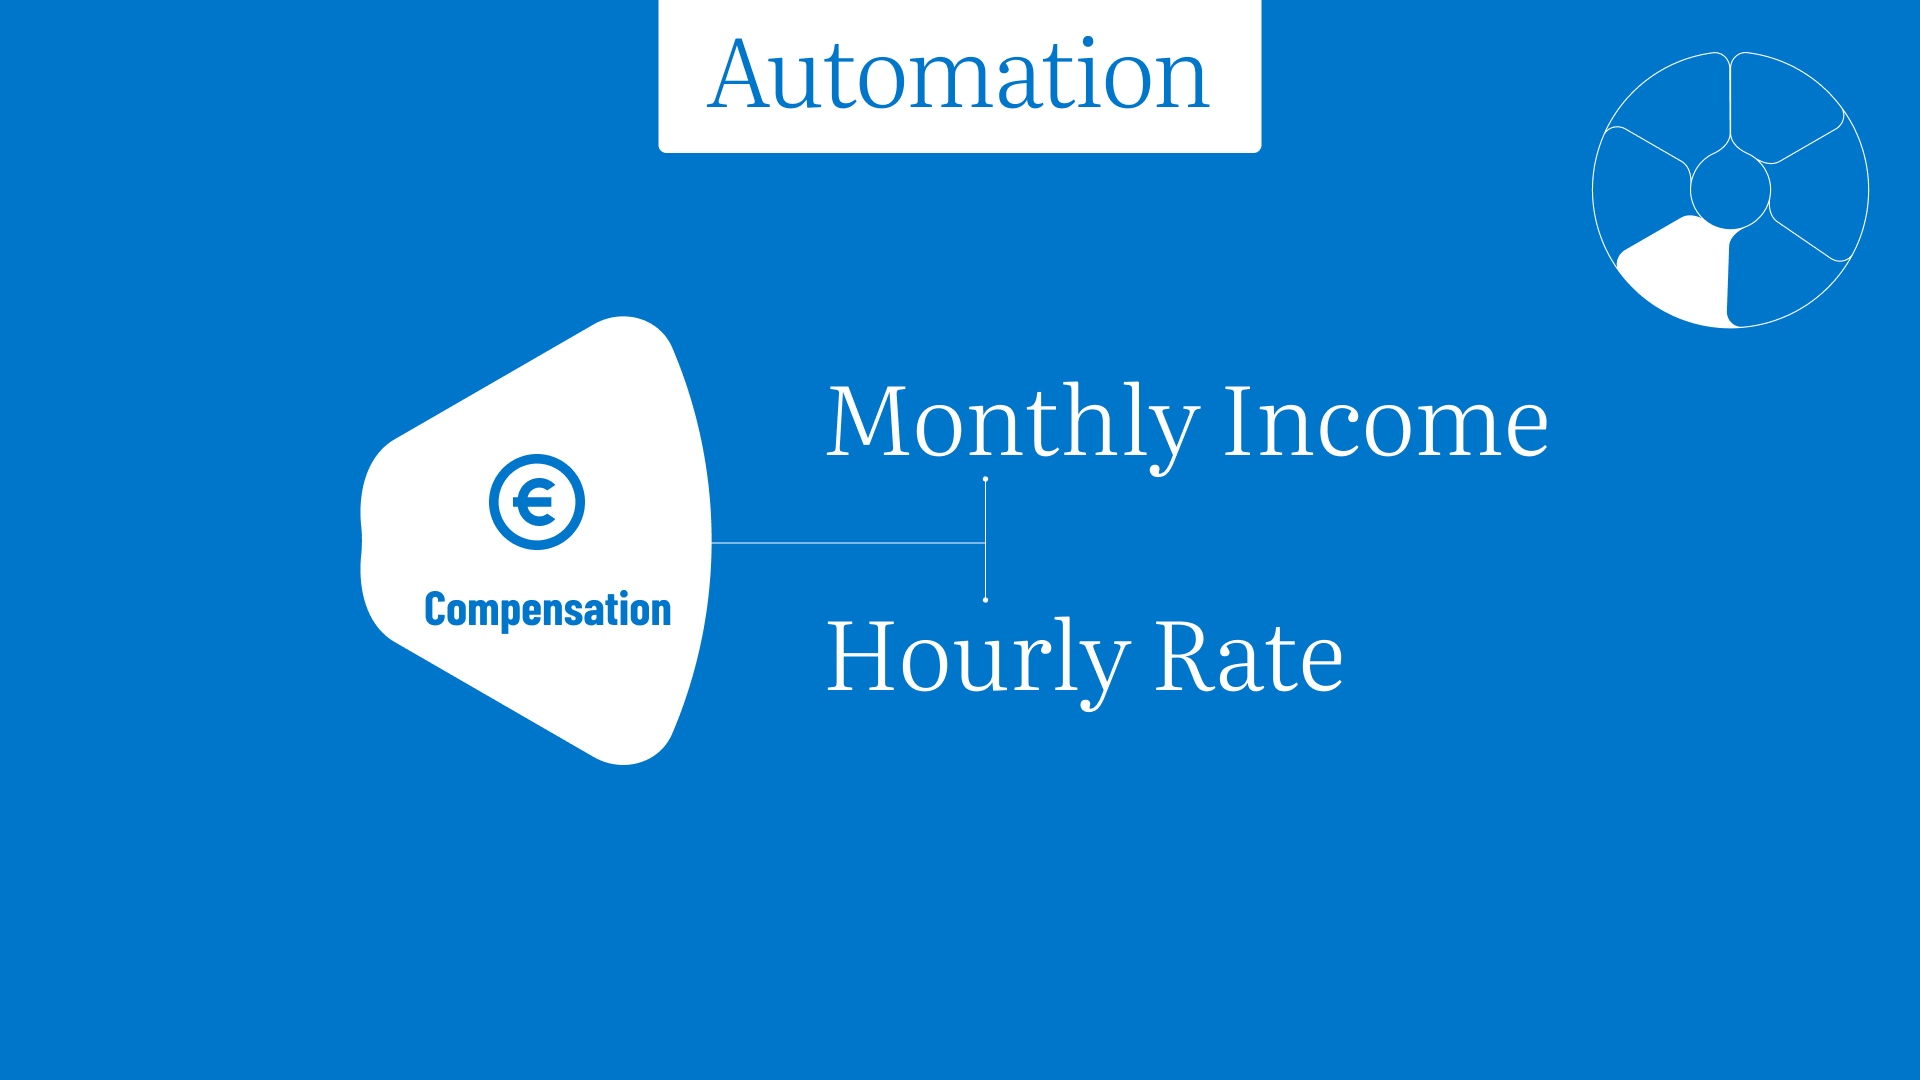 Automation
Monthly Income
€
Compensation
Hourly Rate